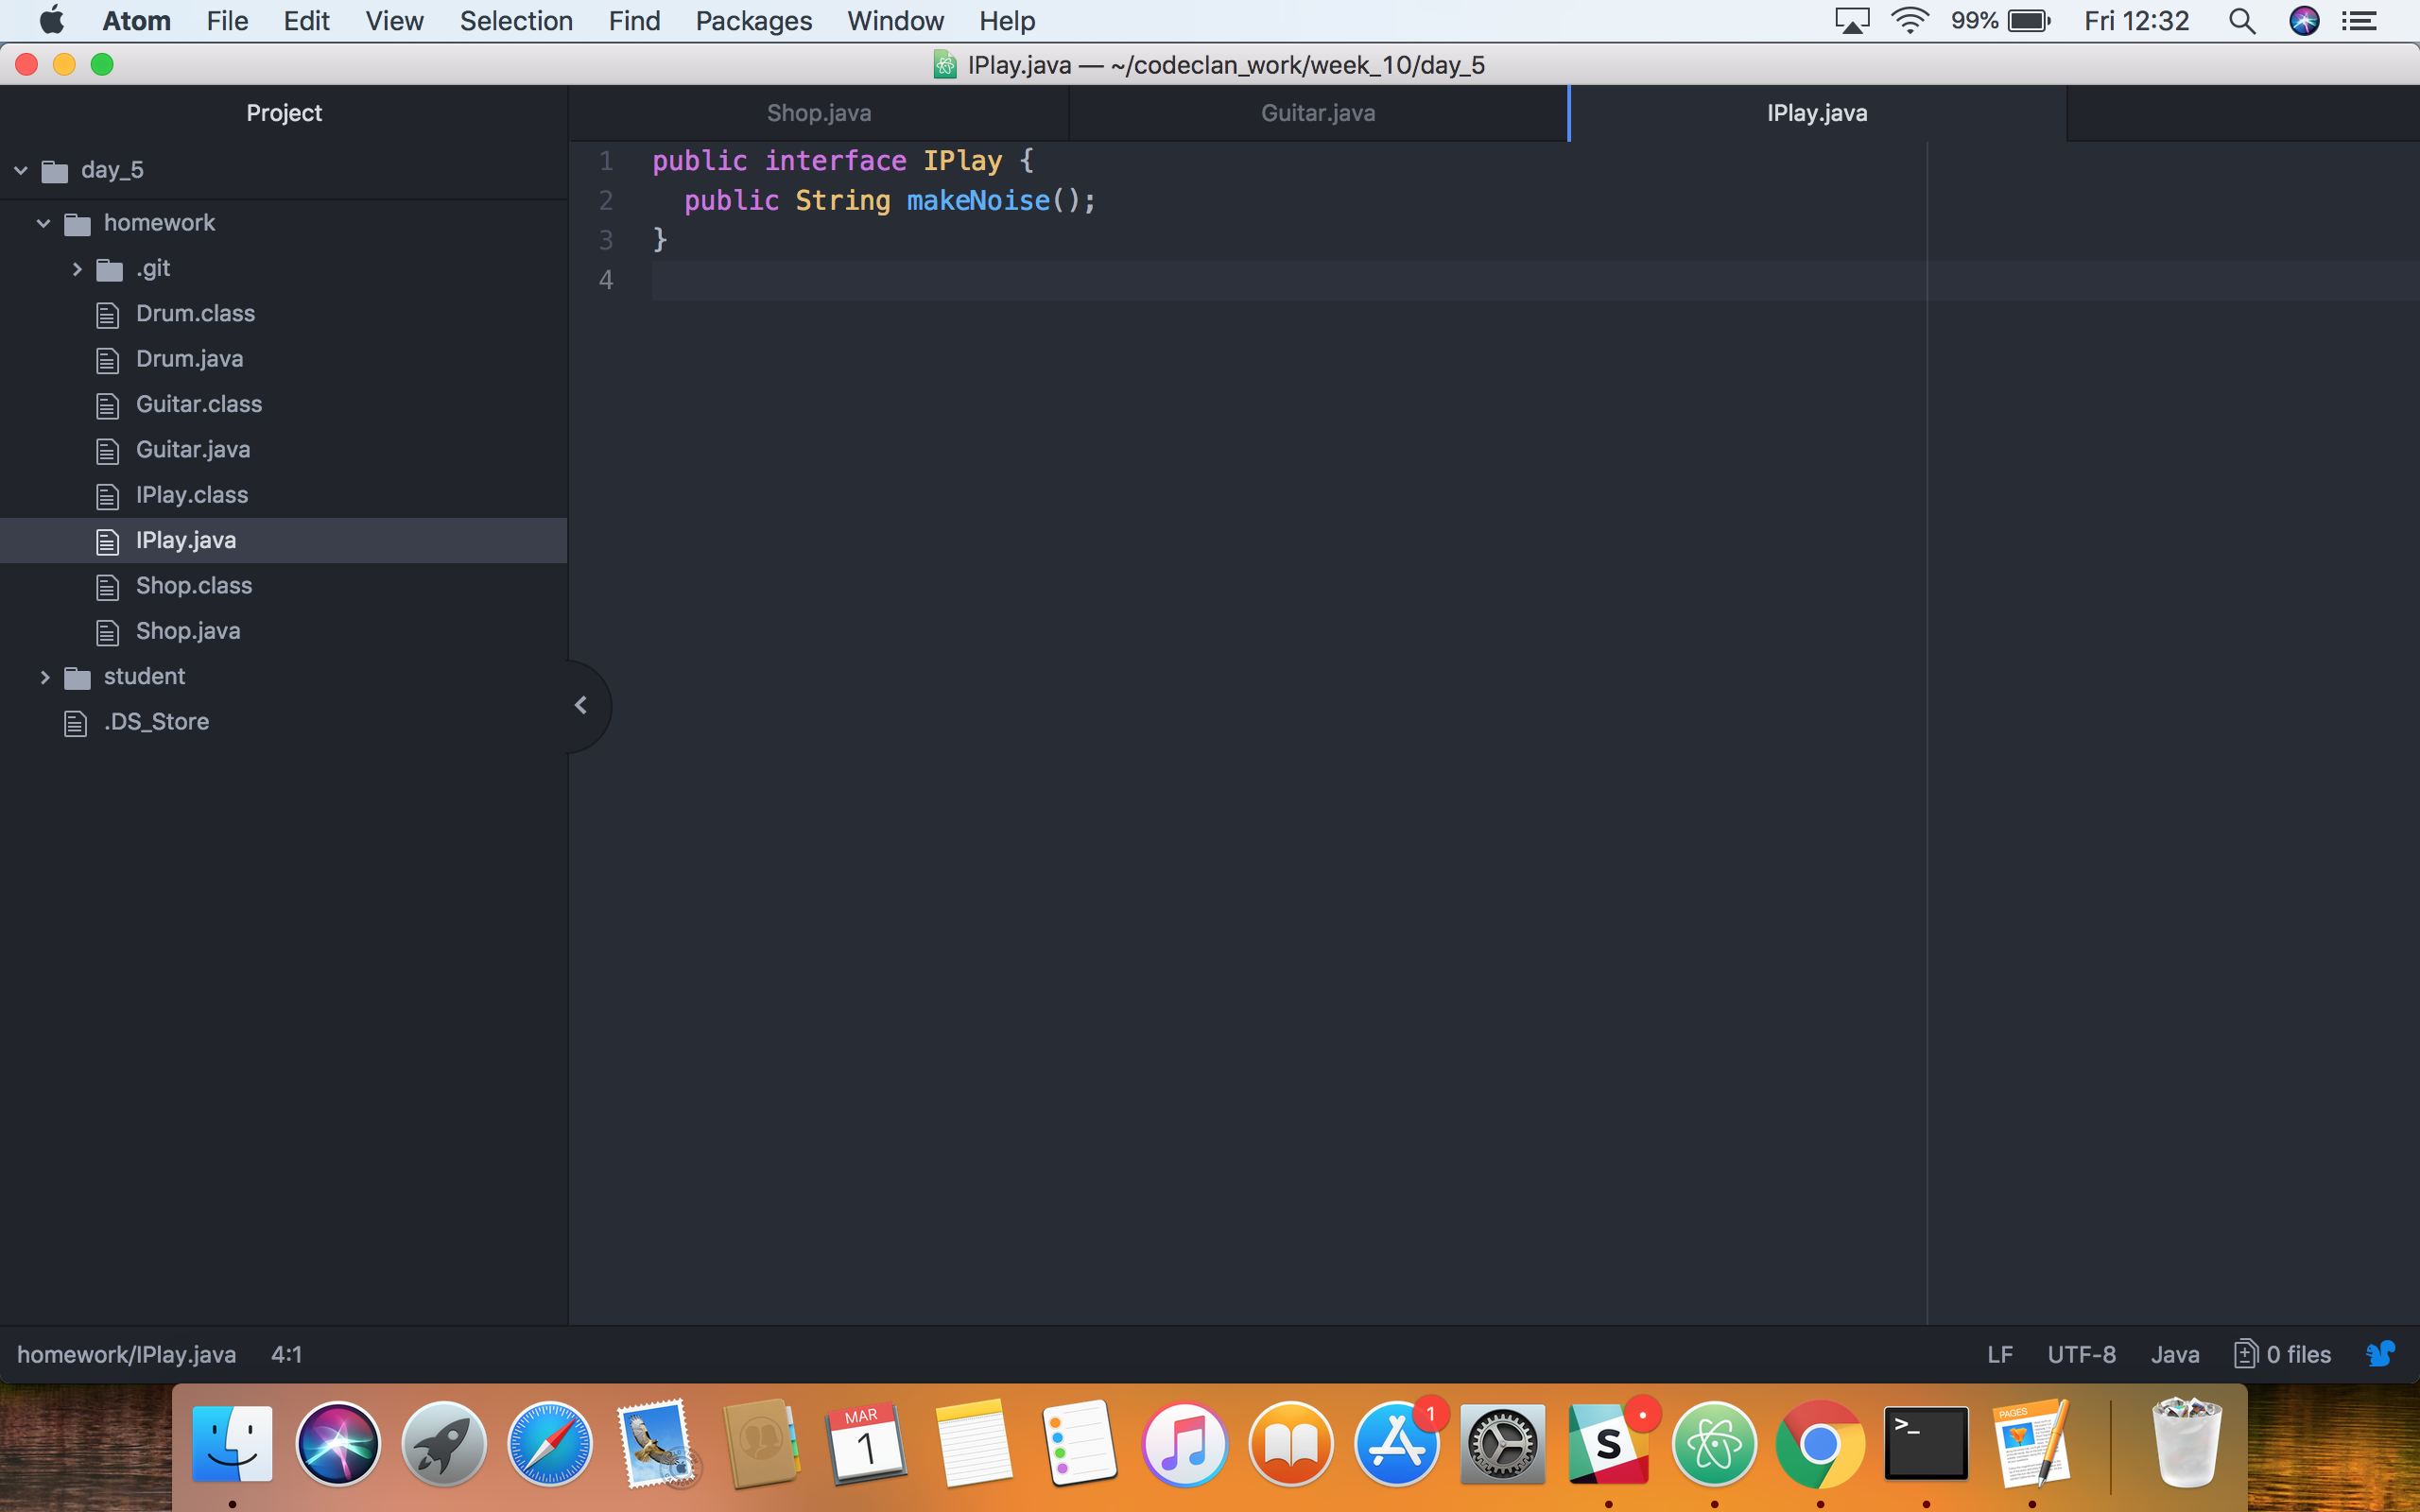 Atom File Edit View Selection Find Packages Window Help 99% Fri 12:32
IPlay.java — ~/codeclan_work/week_10/day_5
Project Shop.java Guitar.java IPlay.java
day_5
homework
.git
Drum.class
Drum.java
Guitar.class
Guitar.java
IPlay.class
IPlay.java
Shop.class
Shop.java
student
.DS_Store
1 public interface IPlay {
2 public String makeNoise();
3 }
4
homework/IPlay.java 4:1 LF UTF-8 Java 0 files
MAR
1
1
S
>_
PAGES